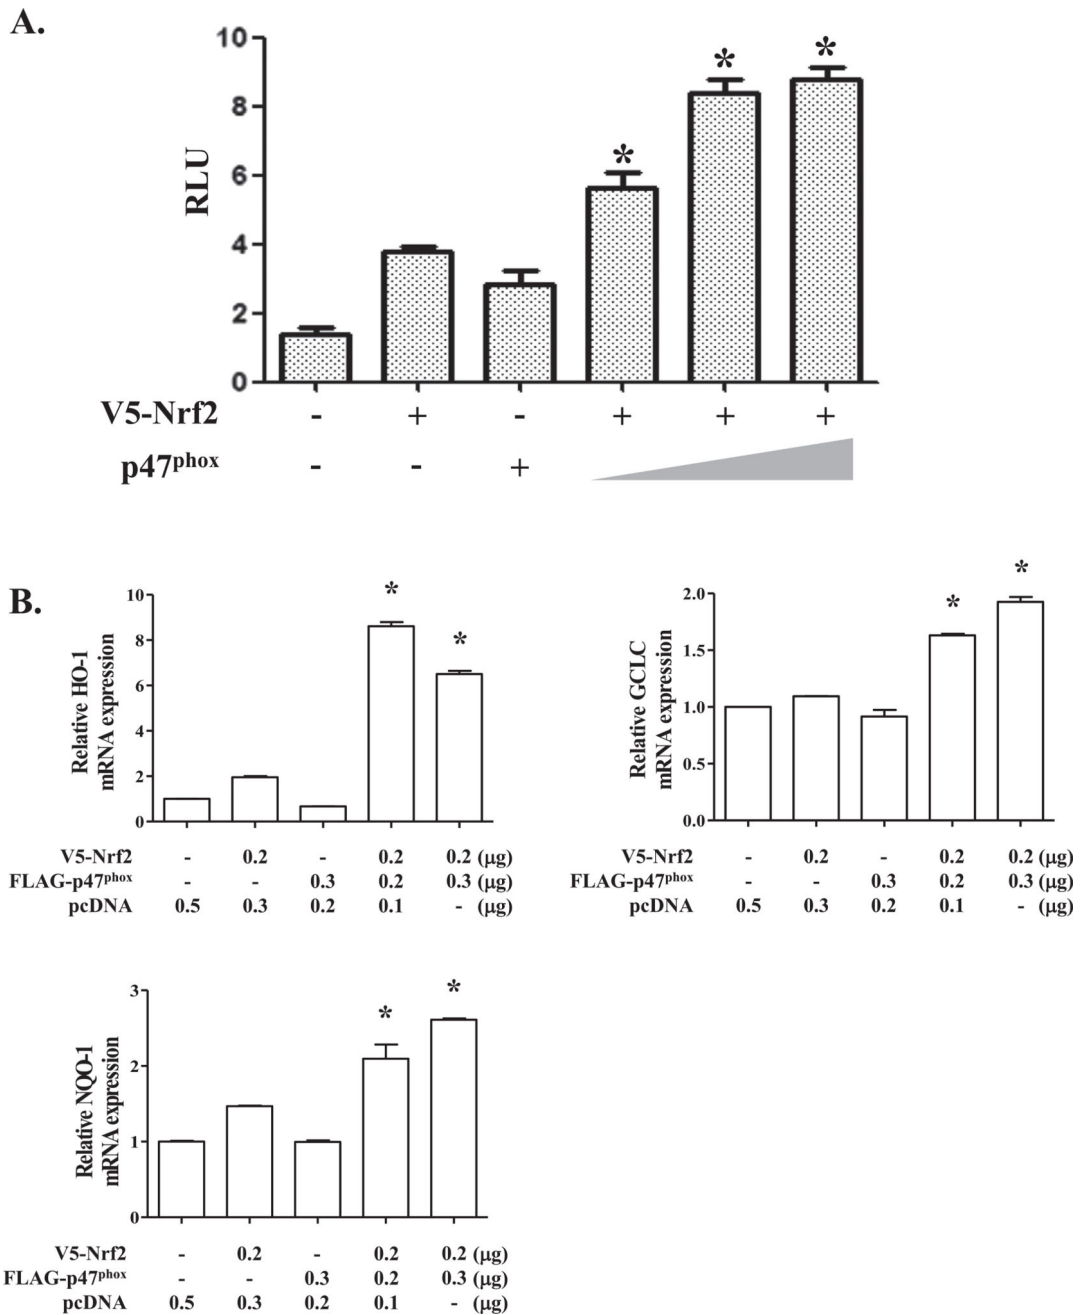 A.
RLU
10
8
6
4
2
0
* * *
V5-Nrf2 - + - + + +
p47phox - - +
B.
Relative HO-1
mRNA expression
10
8
6
4
2
0
* *
V5-Nrf2 - 0.2 - 0.2 0.2 (μg)
FLAG-p47phox - - 0.3 0.2 0.3 (μg)
pcDNA 0.5 0.3 0.2 0.1 - (μg)
Relative GCLC
mRNA expression
2.0
1.5
1.0
0.5
0.0
* *
V5-Nrf2 - 0.2 - 0.2 0.2 (μg)
FLAG-p47phox - - 0.3 0.2 0.3 (μg)
pcDNA 0.5 0.3 0.2 0.1 - (μg)
Relative NQO-1
mRNA expression
3
2
1
0
* *
V5-Nrf2 - 0.2 - 0.2 0.2 (μg)
FLAG-p47phox - - 0.3 0.2 0.3 (μg)
pcDNA 0.5 0.3 0.2 0.1 - (μg)